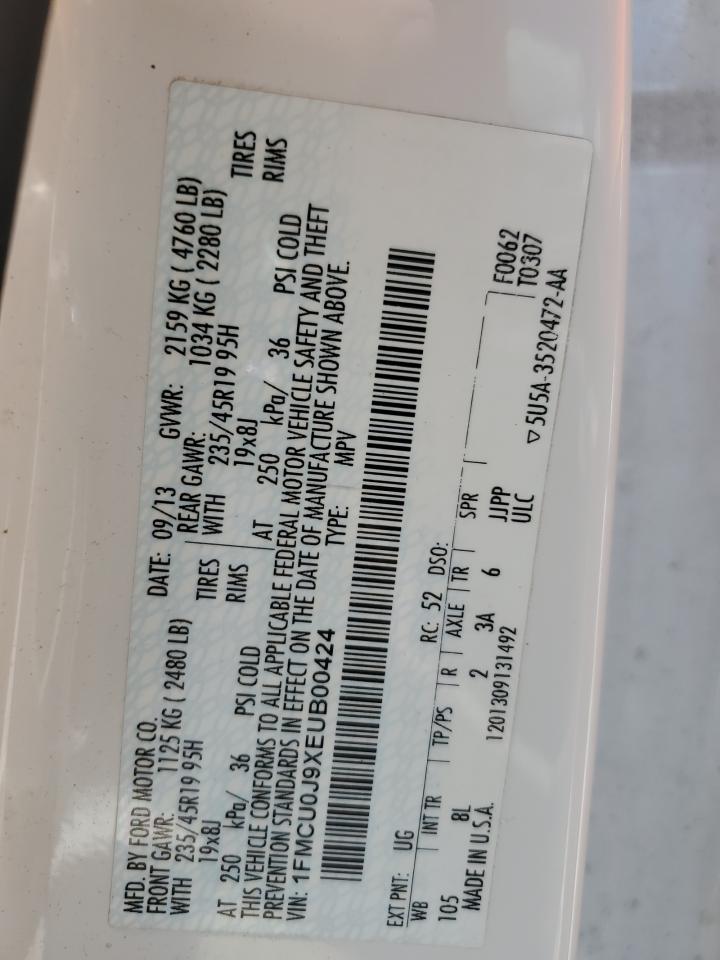 MFD. BY FORD MOTOR CO.
DATE: 09/13 GVWR: 2159 KG ( 4760 LB)
FRONT GAWR: 1125 KG ( 2480 LB) REAR GAWR: 1034 KG ( 2280 LB)
WITH 235/45R19 95H TIRES WITH 235/45R19 95H TIRES
19x8J RIMS 19x8J RIMS
AT 250 kPa/ 36 PSI COLD AT 250 kPa/ 36 PSI COLD
THIS VEHICLE CONFORMS TO ALL APPLICABLE FEDERAL MOTOR VEHICLE SAFETY AND THEFT
PREVENTION STANDARDS IN EFFECT ON THE DATE OF MANUFACTURE SHOWN ABOVE.
VIN: 1FMCU0J9XEUB00424 TYPE: MPV
EXT PNT: UG RC: 52 DSO:
WB INT TR TP/PS R AXLE TR SPR F0062
105 8L 2 3A 6 JJPP T0307
MADE IN U.S.A. 1201309131492 ULC ▽5U5A-3520472-AA